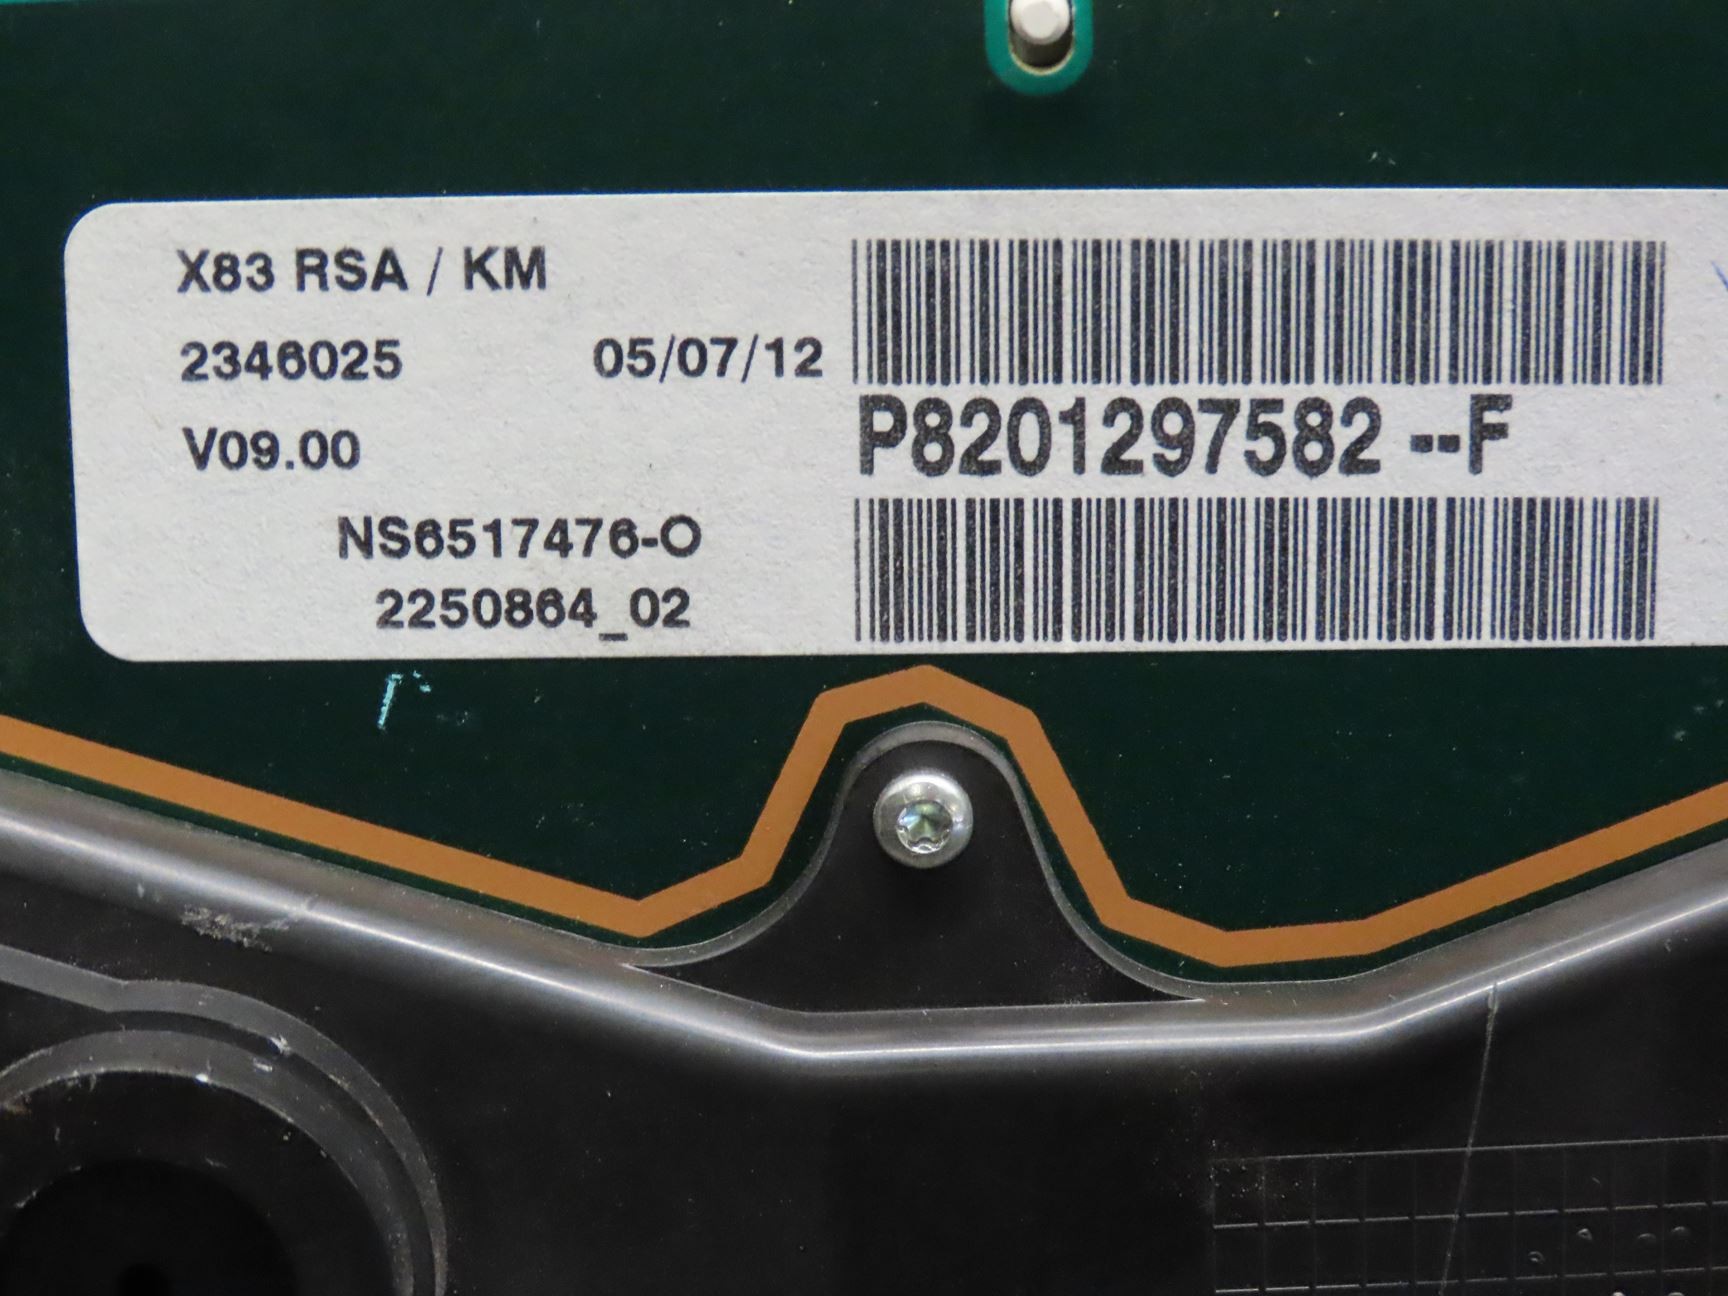 X83 RSA / KM
2346025 05/07/12
V09.00
P8201297582 --F
NS6517476-O
2250864_02